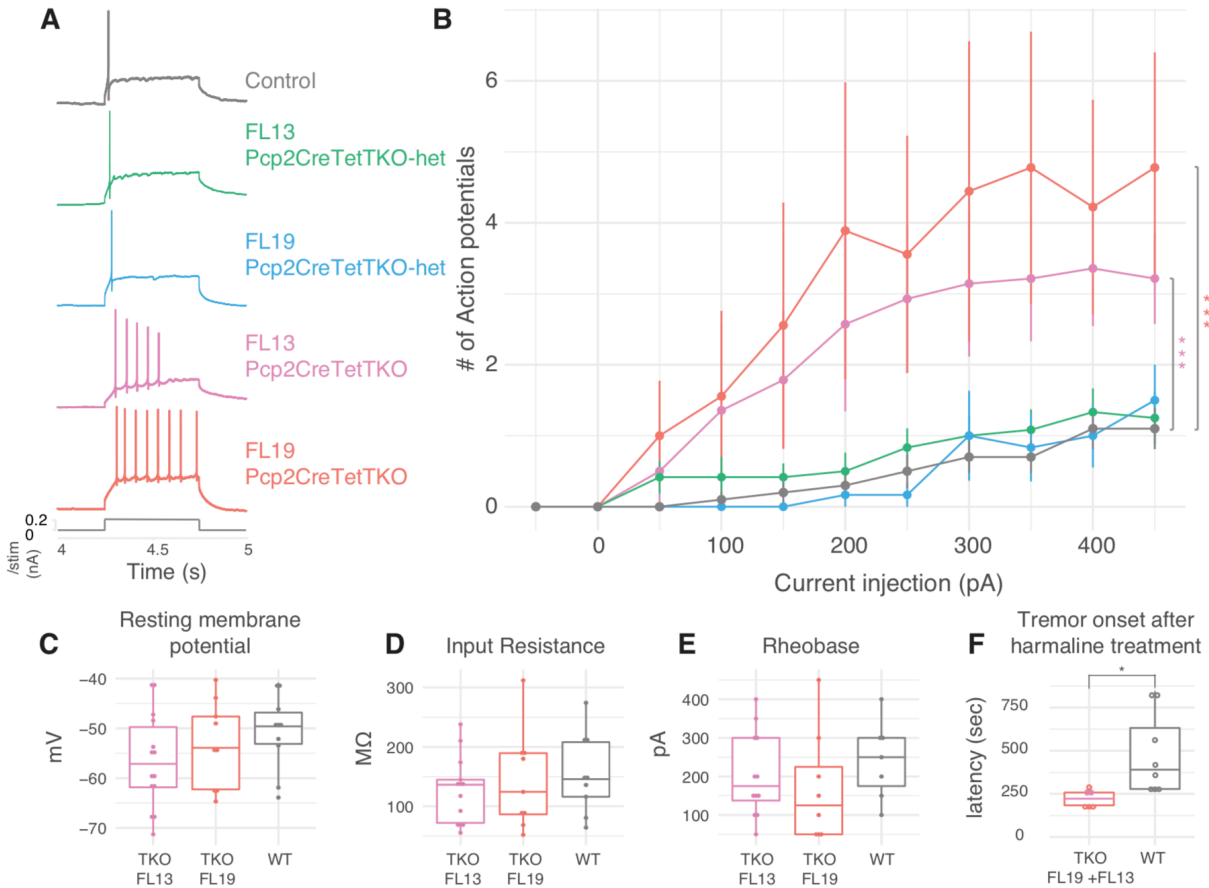 A
Control
FL13
Pcp2CreTetTKO-het
FL19
Pcp2CreTetTKO-het
FL13
Pcp2CreTetTKO
FL19
Pcp2CreTetTKO
0.2
0
/stim
(nA)
4
4.5
5
Time (s)
B
# of Action potentials
6
4
2
0
0
100
200
300
400
Current injection (pA)
***
***
C
Resting membrane
potential
mV
−40
−50
−60
−70
TKO
FL13
TKO
FL19
WT
D
Input Resistance
MΩ
300
200
100
TKO
FL13
TKO
FL19
WT
E
Rheobase
pA
400
300
200
100
TKO
FL13
TKO
FL19
WT
F
Tremor onset after
harmaline treatment
*
latency (sec)
750
500
250
0
TKO
FL19 +FL13
WT